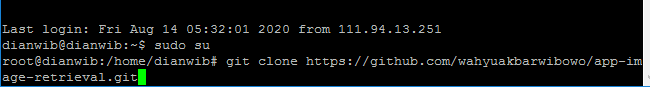 Last login: Fri Aug 14 05:32:01 2020 from 111.94.13.251
dianwib@dianwib:~$ sudo su
root@dianwib:/home/dianwib# git clone https://github.com/wahyuakbarwibowo/app-im
age-retrieval.git